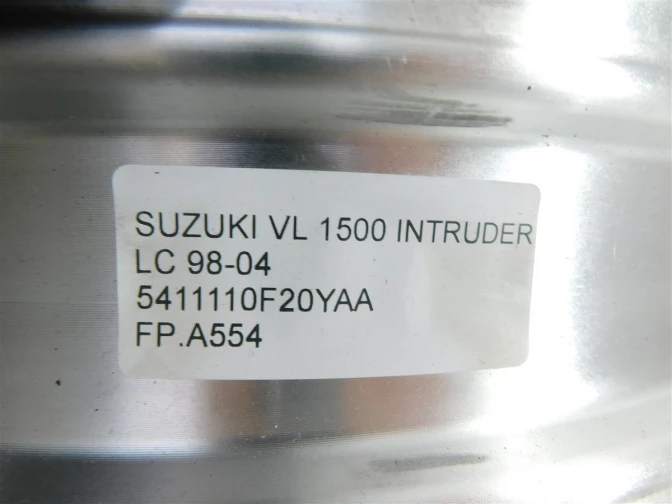 SUZUKI VL 1500 INTRUDER
LC 98-04
5411110F20YAA
FP.A554